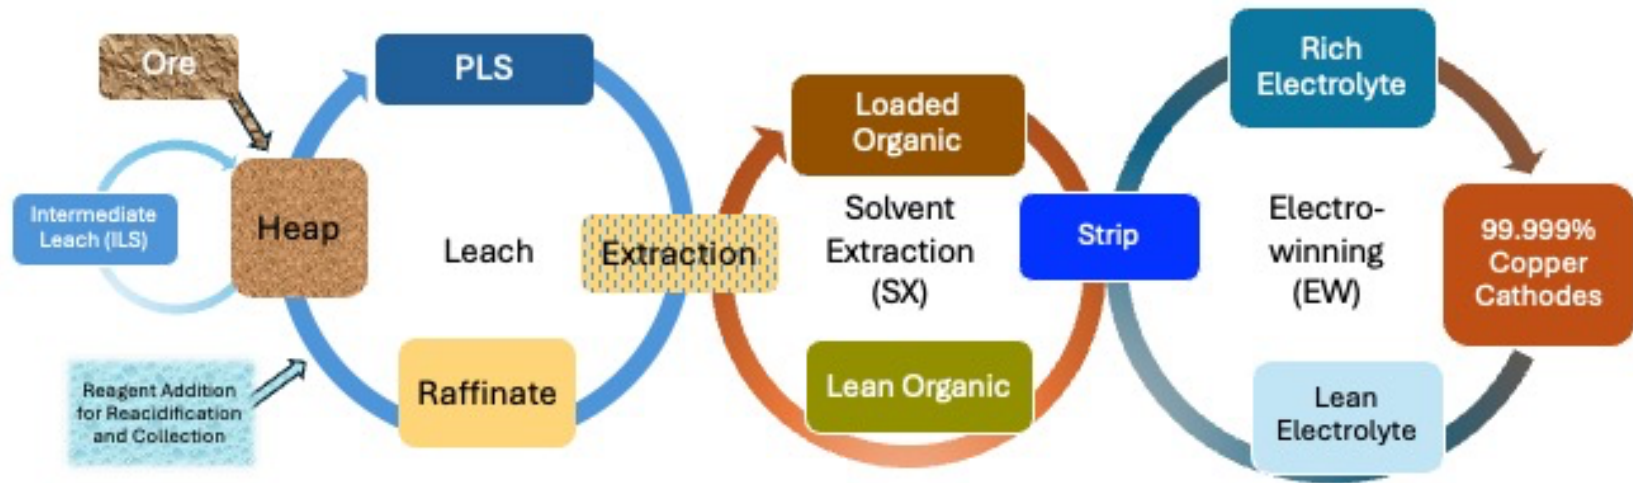 Ore
PLS
Intermediate
Leach (ILS)
Heap
Leach
Extraction
Raffinate
Reagent Addition
for Reacidification
and Collection
Loaded
Organic
Solvent
Extraction
(SX)
Lean Organic
Strip
Rich
Electrolyte
Electro-
winning
(EW)
99.999%
Copper
Cathodes
Lean
Electrolyte